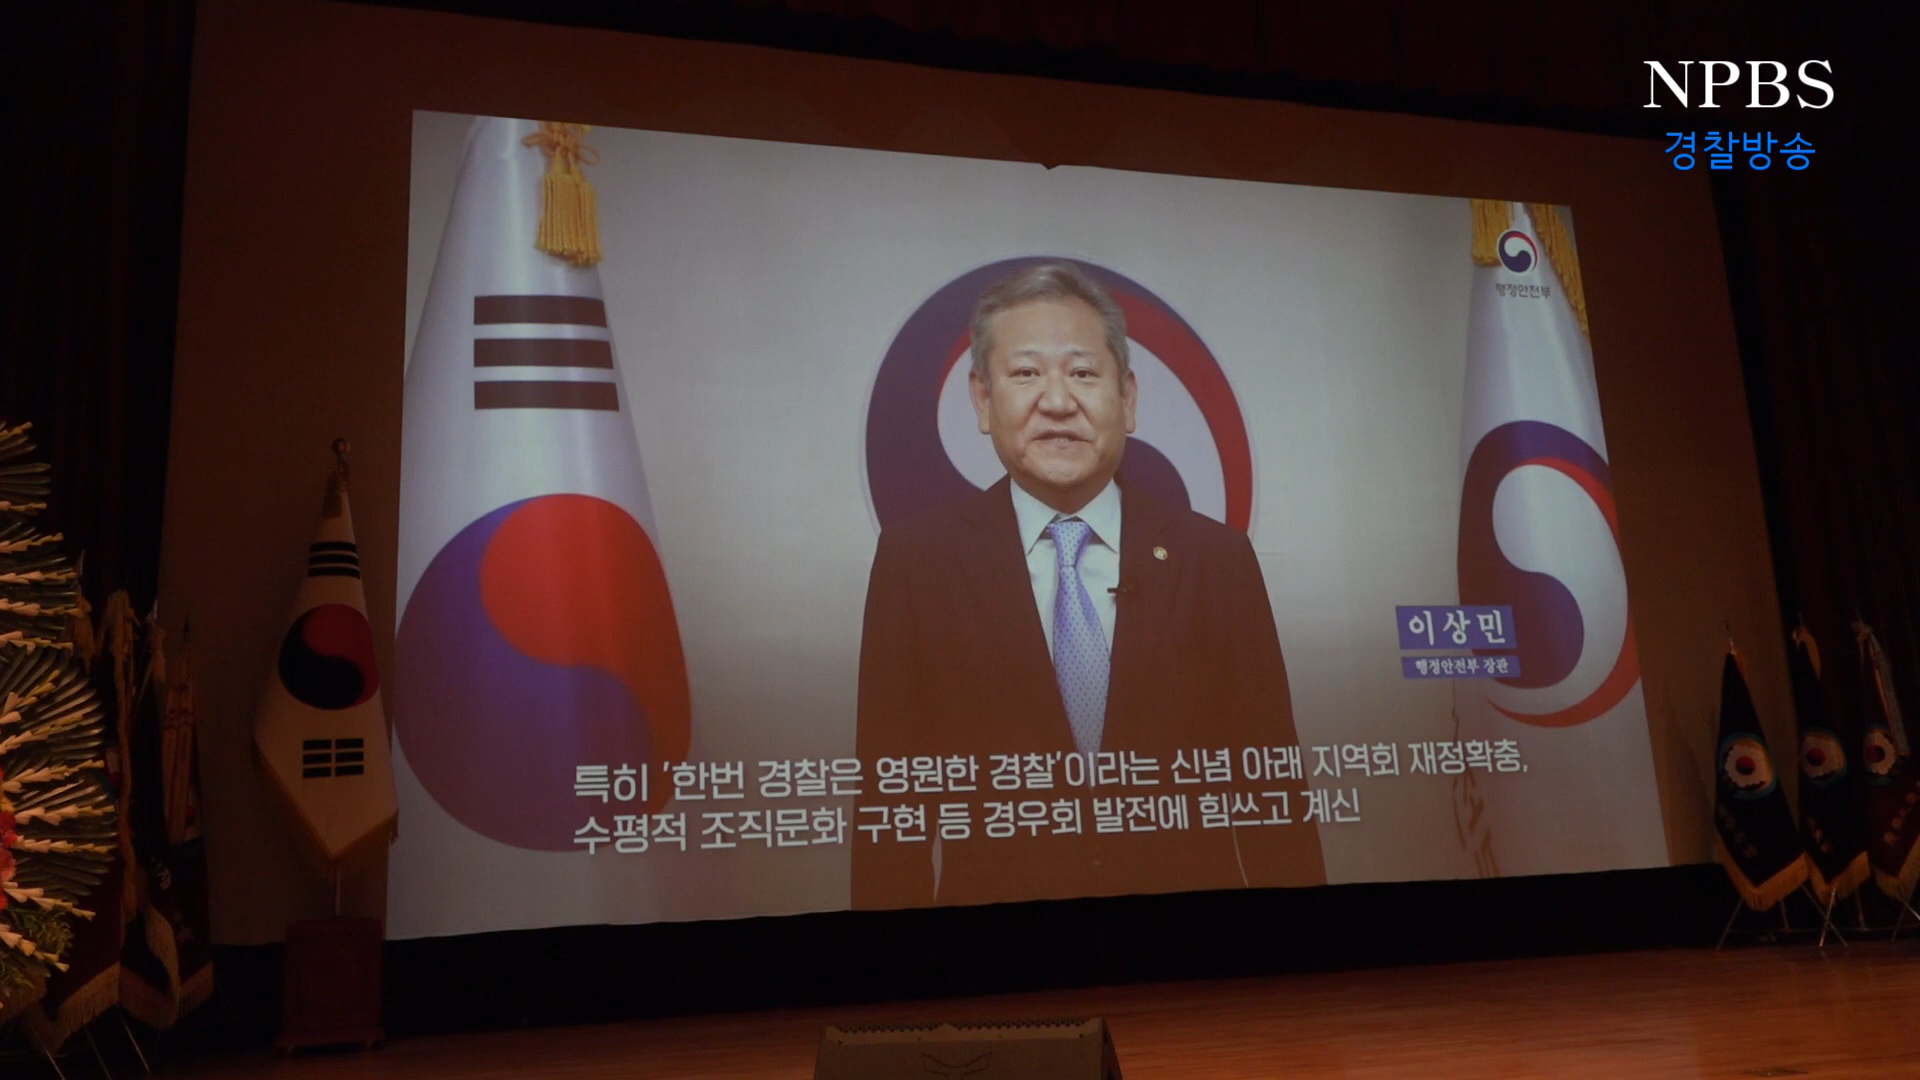 NPBS
경찰방송
행정안전부
이상민
행정안전부 장관
특히 '한번 경찰은 영원한 경찰'이라는 신념 아래 지역회 재정확충,
수평적 조직문화 구현 등 경우회 발전에 힘쓰고 계신